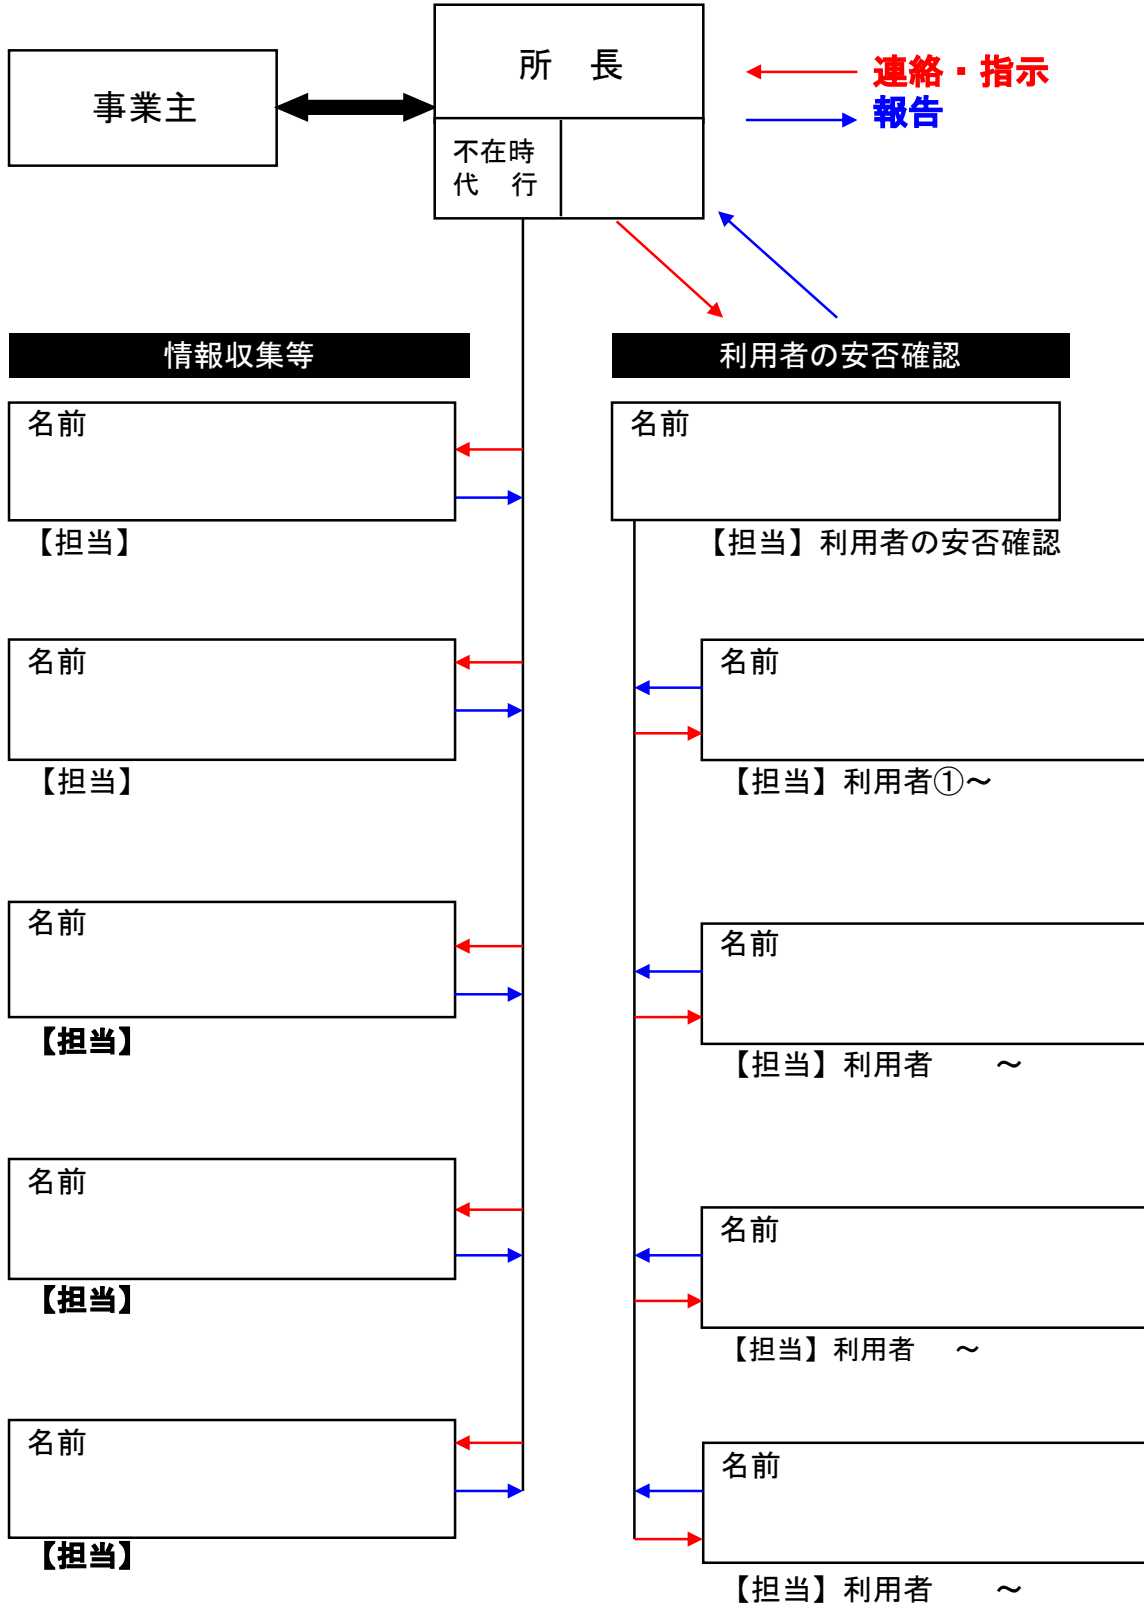 所　長
事業主
連絡・指示
報告
不在時
代　行
情報収集等
名前
【担当】
名前
【担当】
名前
【担当】
名前
【担当】
名前
【担当】
利用者の安否確認
名前
【担当】利用者の安否確認
名前
【担当】利用者①～
名前
【担当】利用者　　～
名前
【担当】利用者　～
名前
【担当】利用者　　～